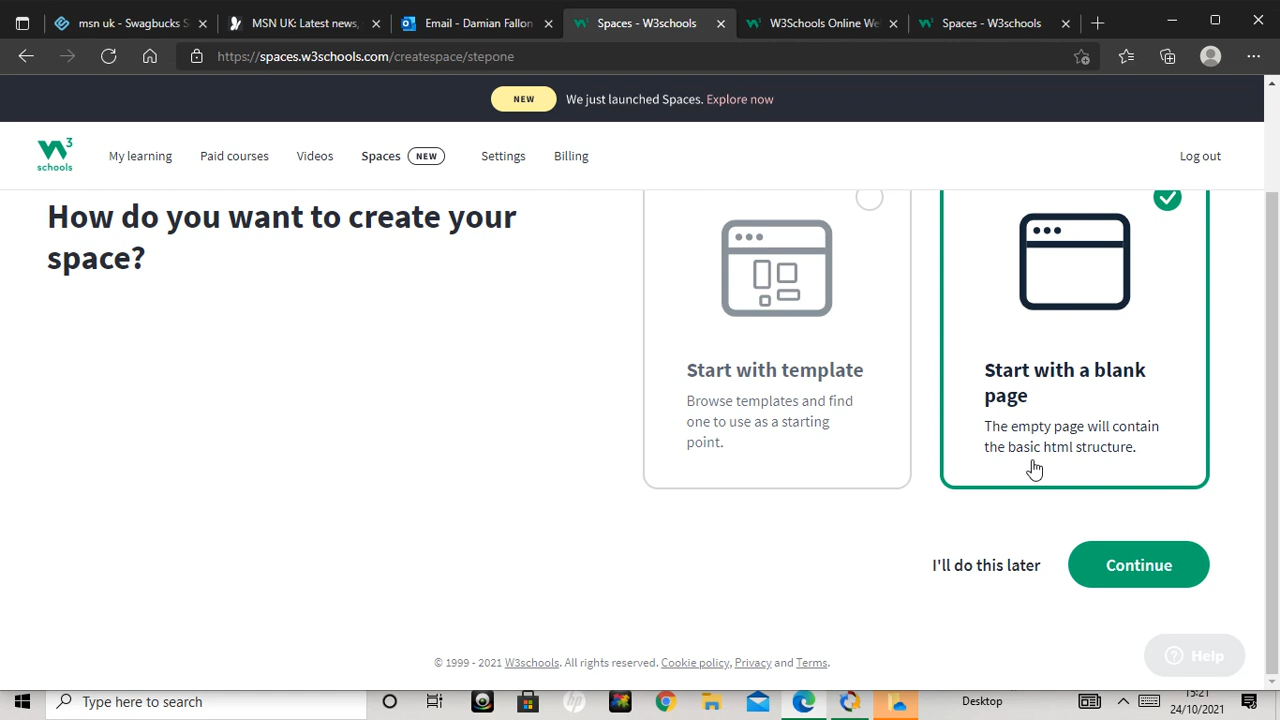 msn uk - Swagbucks S
MSN UK: Latest news,
Email - Damian Fallon
Spaces - W3schools
W3Schools Online We
Spaces - W3schools
https://spaces.w3schools.com/createspace/stepone
NEW We just launched Spaces. Explore now
W3 schools
My learning
Paid courses
Videos
Spaces NEW
Settings
Billing
Log out
How do you want to create your
space?
Start with template
Browse templates and find
one to use as a starting
point.
Start with a blank
page
The empty page will contain
the basic html structure.
I'll do this later
Continue
© 1999 - 2021 W3schools. All rights reserved. Cookie policy, Privacy and Terms.
Help
Type here to search
hp
Desktop
15:21
24/10/2021